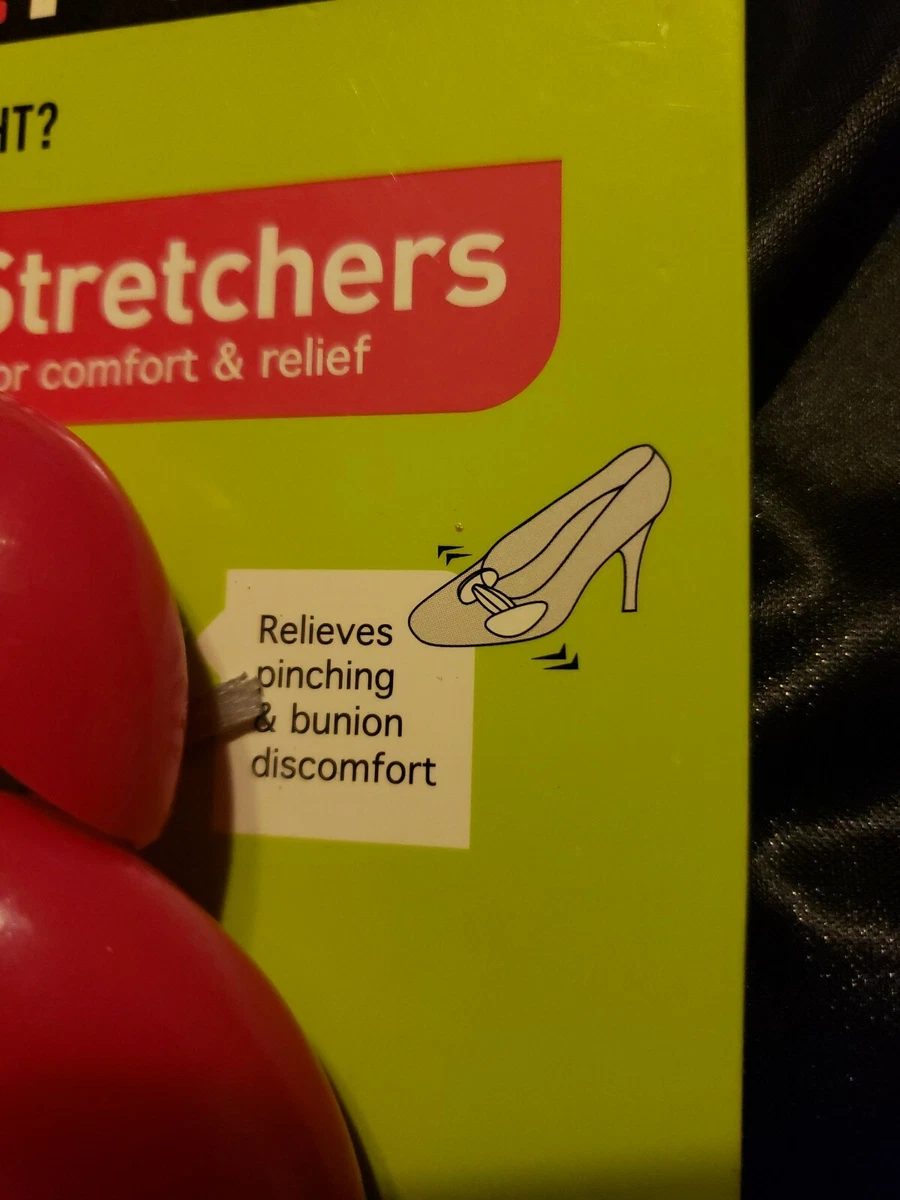 HT?
Stretchers
or comfort & relief
Relieves
pinching
& bunion
discomfort